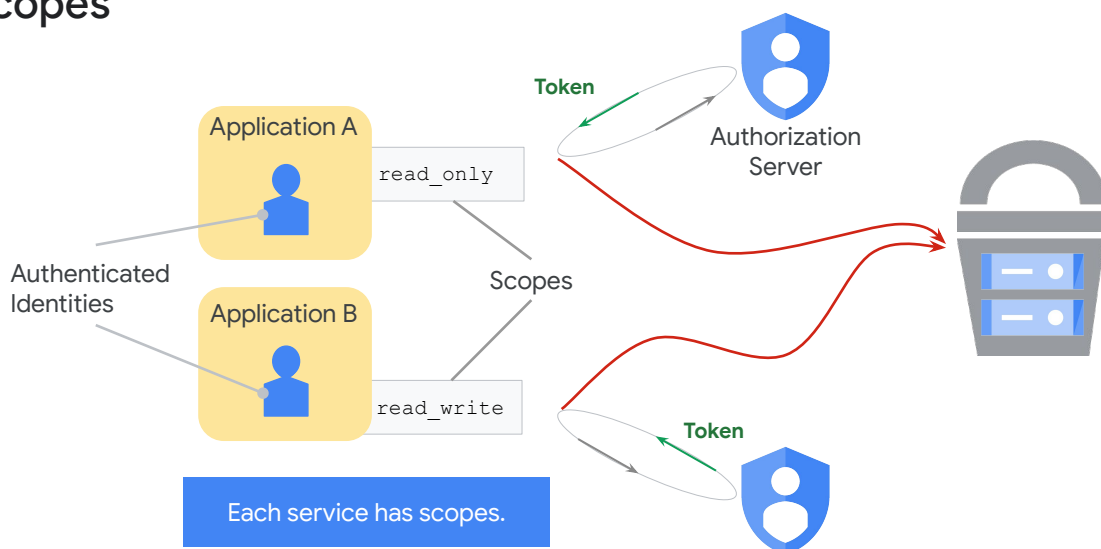 copes
Token
Application A
Authorization
Server
read_only
Authenticated
Identities
Scopes
Application B
read_write
Token
Each service has scopes.